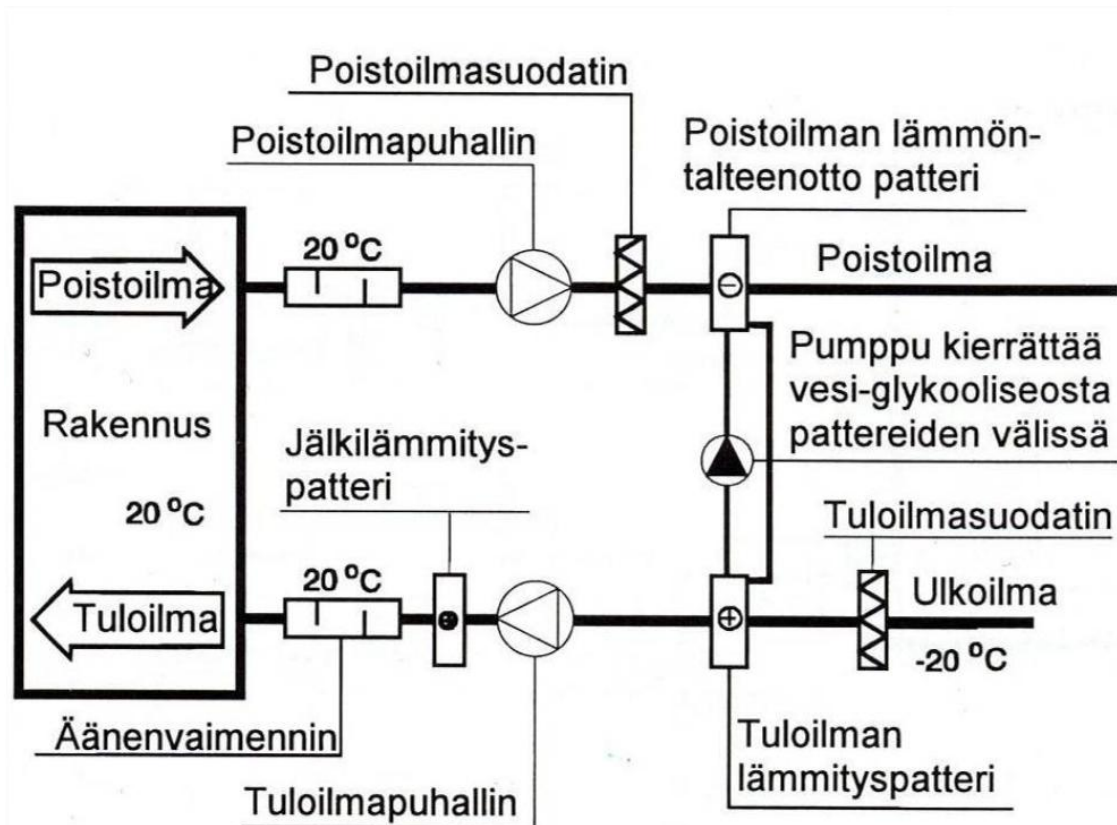 Poistoilmasuodatin
Poistoilmapuhallin
Poistoilman lämmön-
talteenotto patteri
20 °C
Poistoilma
Poistoilma
Pumppu kierrättää
vesi-glykooliseosta
pattereiden välissä
Rakennus
20 °C
Jälkilämmitys-
patteri
Tuloilmasuodatin
20 °C
Tuloilma
Ulkoilma
-20 °C
Äänenvaimennin
Tuloilman
lämmityspatteri
Tuloilmapuhallin